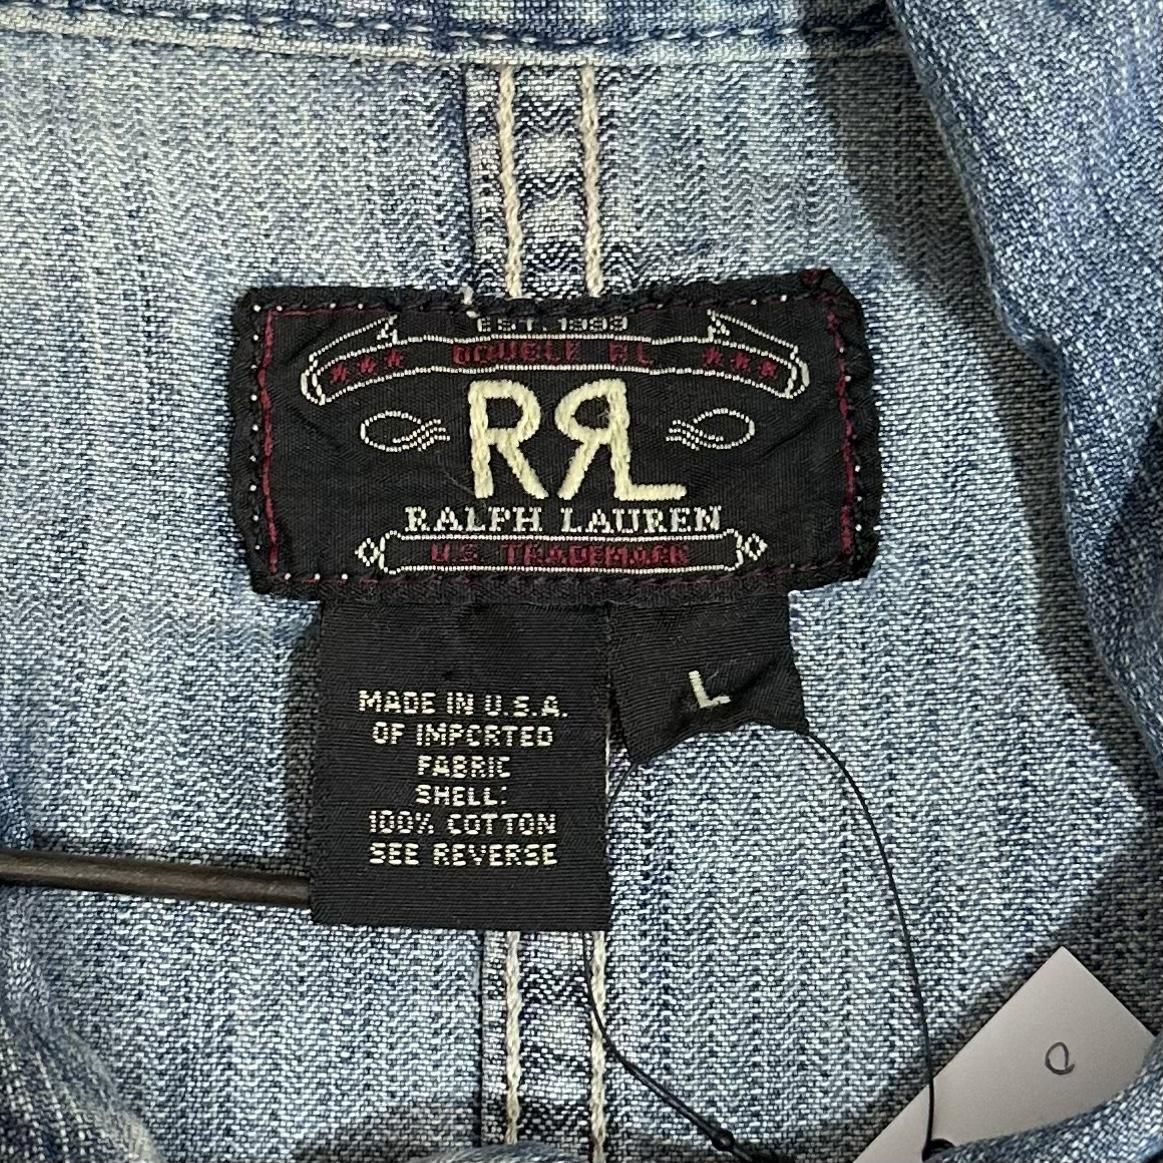 EST. 1993
*** DOUBLE RL ***
RRL
RALPH LAUREN
U.S. TRADEMARK
L
MADE IN U.S.A.
OF IMPORTED
FABRIC
SHELL:
100% COTTON
SEE REVERSE